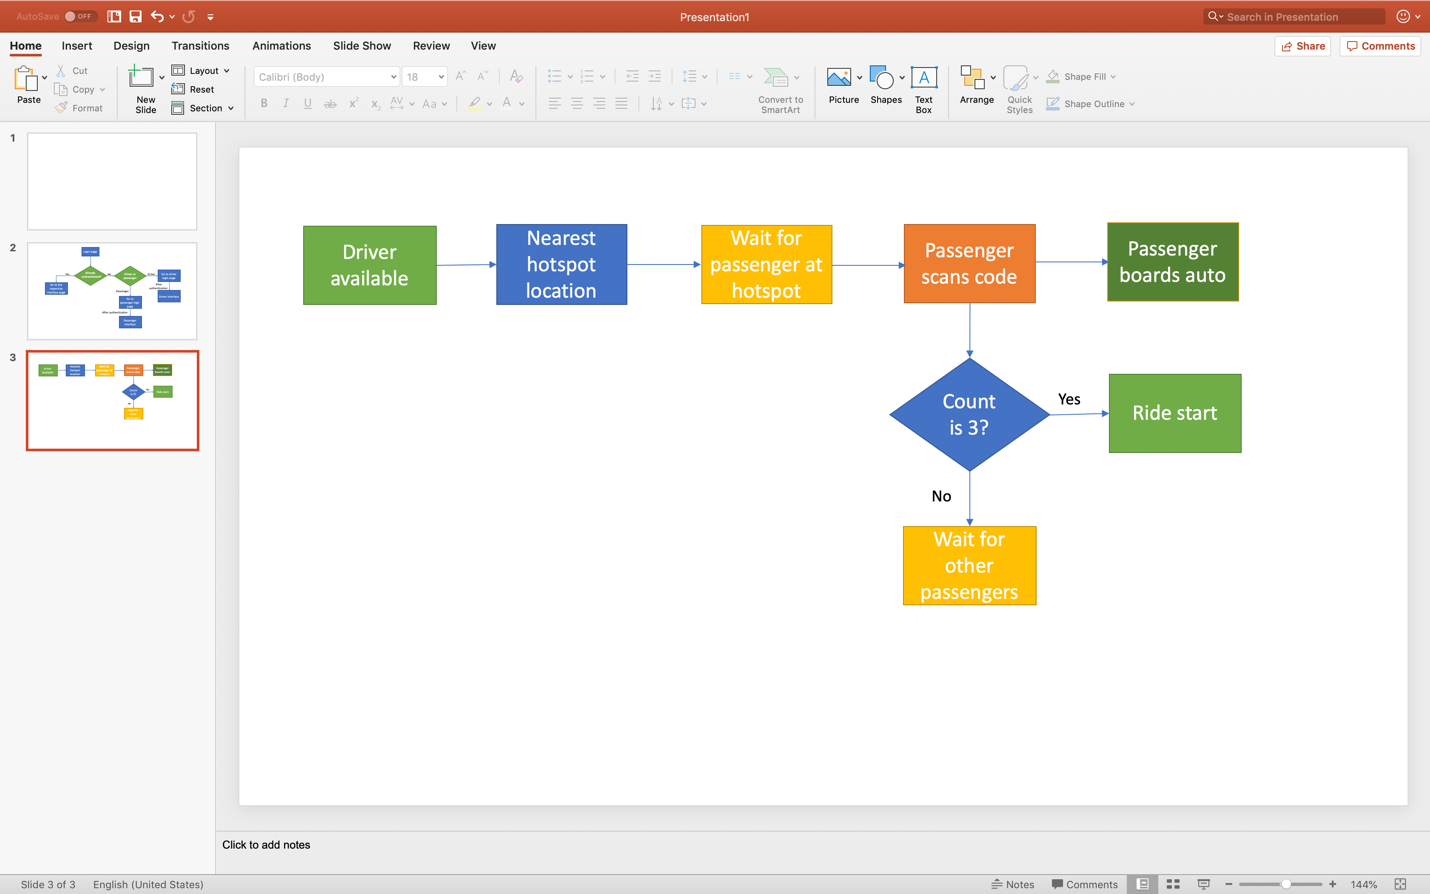 AutoSave OFF
Presentation1
Search in Presentation
Home Insert Design Transitions Animations Slide Show Review View
Share Comments
Paste
Cut
Copy
Format
New
Slide
Layout
Reset
Section
Calibri (Body) 18
Convert to
SmartArt
Picture
Shapes
Text
Box
Arrange
Quick
Styles
Shape Fill
Shape Outline
1
2
3
Driver
available
Nearest
hotspot
location
Wait for
passenger at
hotspot
Passenger
scans code
Passenger
boards auto
Count
is 3?
Yes
Ride start
No
Wait for
other
passengers
Click to add notes
Slide 3 of 3 English (United States)
Notes Comments 144%